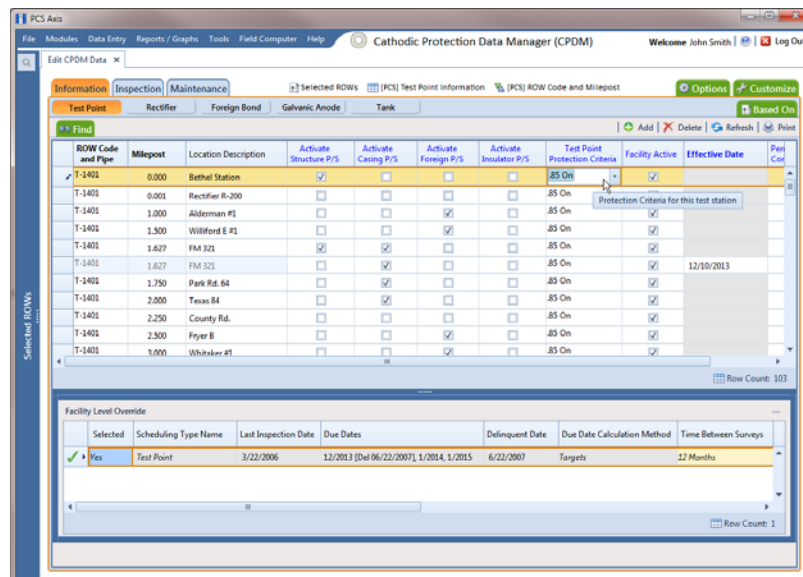 PCS Axis
File Modules Data Entry Reports / Graphs Tools Field Computer Help Cathodic Protection Data Manager (CPDM) Welcome John Smith Log Ou
Edit CPDM Data ×
Information Inspection Maintenance Selected ROWs [PCS] Test Point Information [PCS] ROW Code and Milepost Options Customize
Test Point Rectifier Foreign Bond Galvanic Anode Tank Based On
Find Add Delete Refresh Print
ROW Code and Pipe Milepost Location Description Activate Structure P/S Activate Casing P/S Activate Foreign P/S Activate Insulator P/S Test Point Protection Criteria Facility Active Effective Date Per Cor
T-1401 0.000 Bethel Station .85 On
T-1401 0.001 Rectifier R-200 .85 On
Protection Criteria for this test station
T-1401 1.000 Alderman #1 .85 On
T-1401 1.500 Williford E #1 .85 On
T-1401 1.627 FM 321 .85 On
T-1401 1.627 FM 321 .85 On 12/10/2013
T-1401 1.750 Park Rd. 64 .85 On
T-1401 2.000 Texas 84 .85 On
T-1401 2.250 County Rd. .85 On
T-1401 2.500 Fryer B .85 On
T-1401 3.000 Whitaker #1 .85 On
Row Count: 103
Selected ROWs
Facility Level Override
Selected Scheduling Type Name Last Inspection Date Due Dates Delinquent Date Due Date Calculation Method Time Between Surveys
Yes Test Point 3/22/2006 12/2013 [Del 06/22/2007], 1/2014, 1/2015 6/22/2007 Targets 12 Months
Row Count: 1